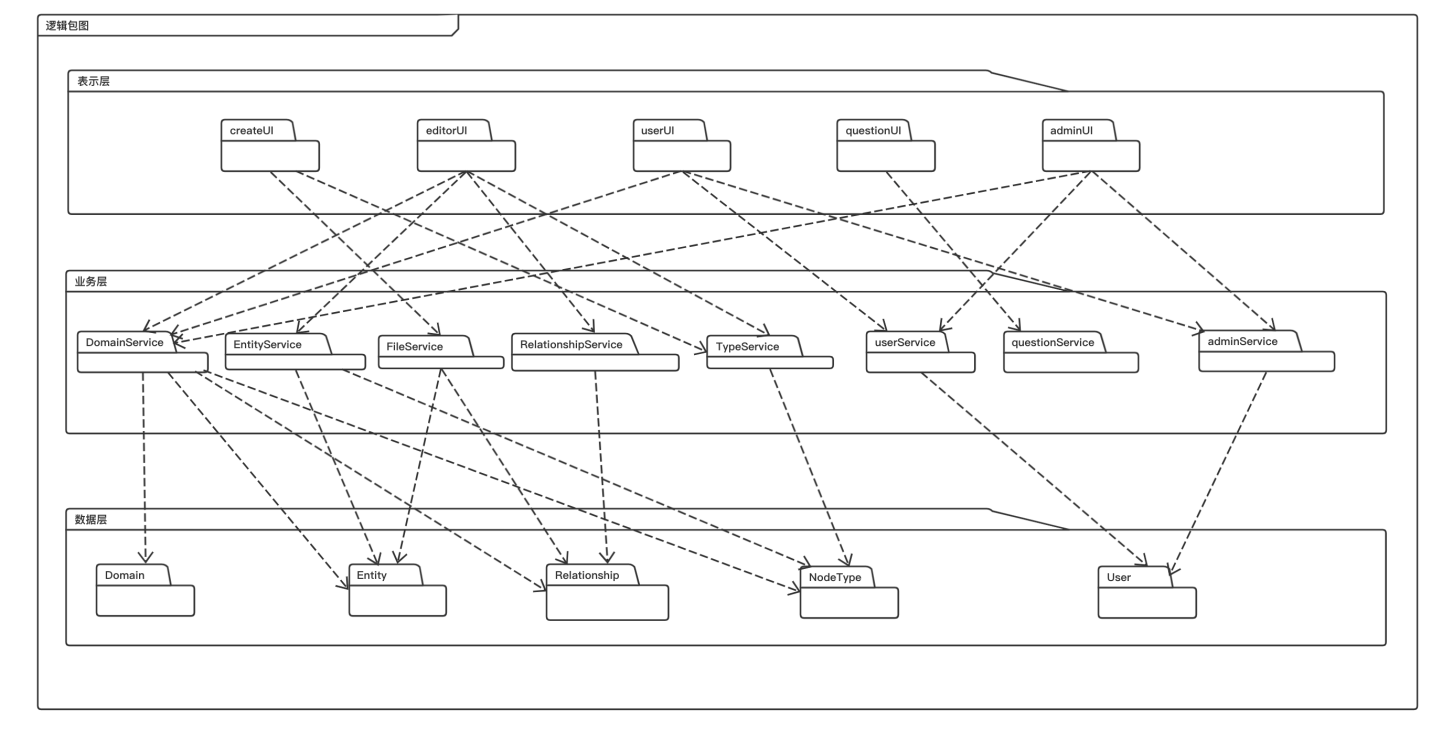 逻辑包图
表示层
createUI
editorUI
userUI
questionUI
adminUI
业务层
DomainService
EntityService
FileService
RelationshipService
TypeService
userService
questionService
adminService
数据层
Domain
Entity
Relationship
NodeType
User